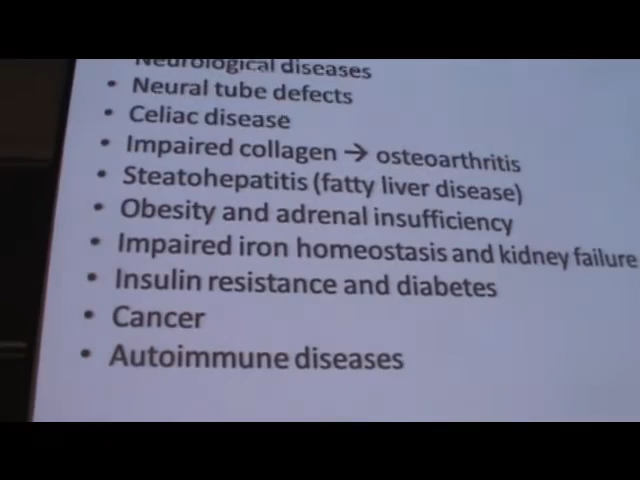 Neurological diseases
• Neural tube defects
• Celiac disease
• Impaired collagen → osteoarthritis
• Steatohepatitis (fatty liver disease)
• Obesity and adrenal insufficiency
• Impaired iron homeostasis and kidney failure
• Insulin resistance and diabetes
• Cancer
• Autoimmune diseases